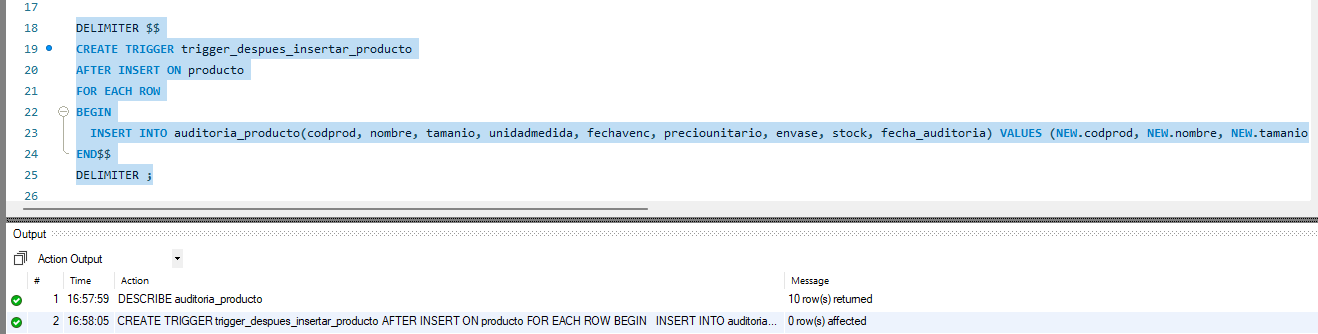 17
18 DELIMITER $$
19 CREATE TRIGGER trigger_despues_insertar_producto
20 AFTER INSERT ON producto
21 FOR EACH ROW
22 BEGIN
23 INSERT INTO auditoria_producto(codprod, nombre, tamanio, unidadmedida, fechavenc, preciounitario, envase, stock, fecha_auditoria) VALUES (NEW.codprod, NEW.nombre, NEW.tamanio
24 END$$
25 DELIMITER ;
26
Output
Action Output
# Time Action Message
1 16:57:59 DESCRIBE auditoria_producto 10 row(s) returned
2 16:58:05 CREATE TRIGGER trigger_despues_insertar_producto AFTER INSERT ON producto FOR EACH ROW BEGIN INSERT INTO auditoria... 0 row(s) affected